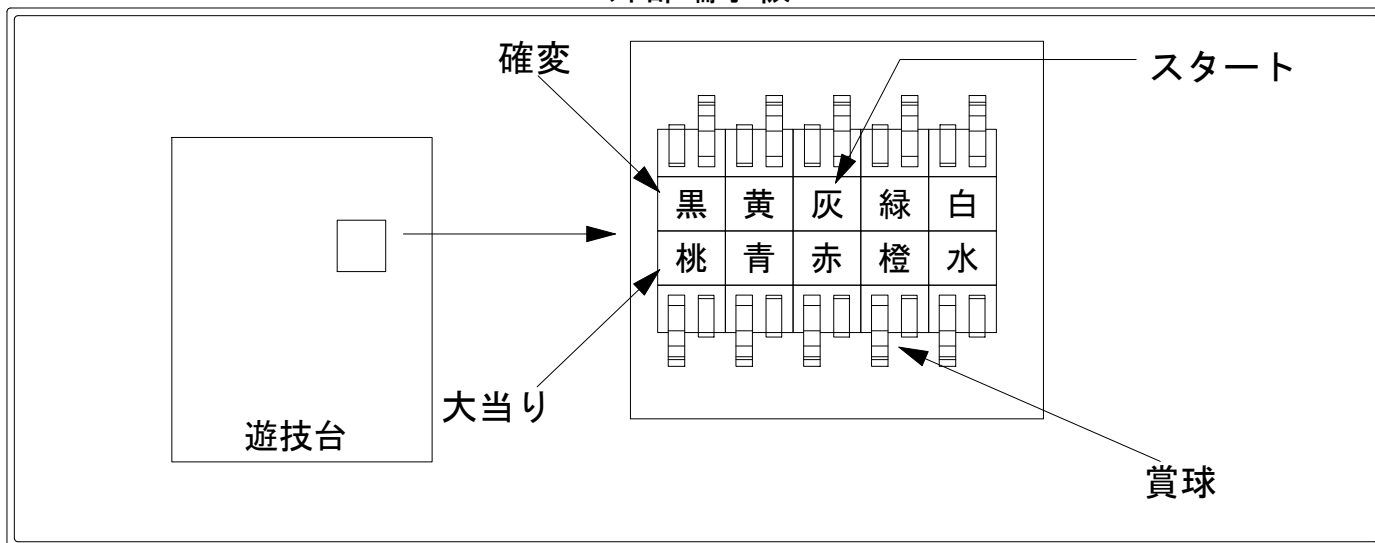 確変
スタート
黒 黄 灰 緑 白
桃 青 赤 橙 水
大当り
遊技台
賞球